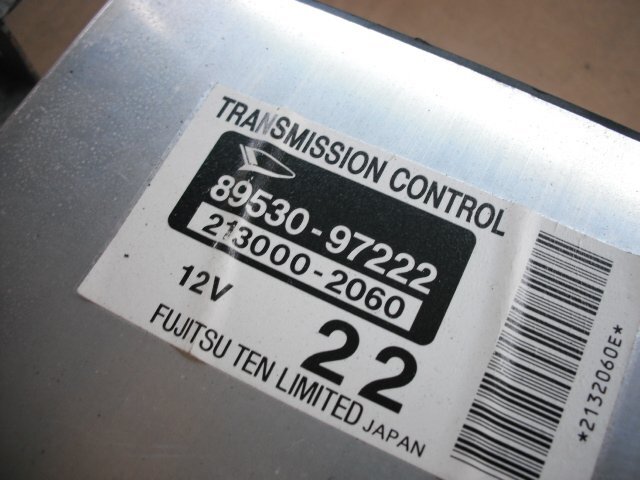 TRANSMISSION CONTROL
89530-97222
213000-2060
12V
22
FUJITSU TEN LIMITED JAPAN
*2132060E*